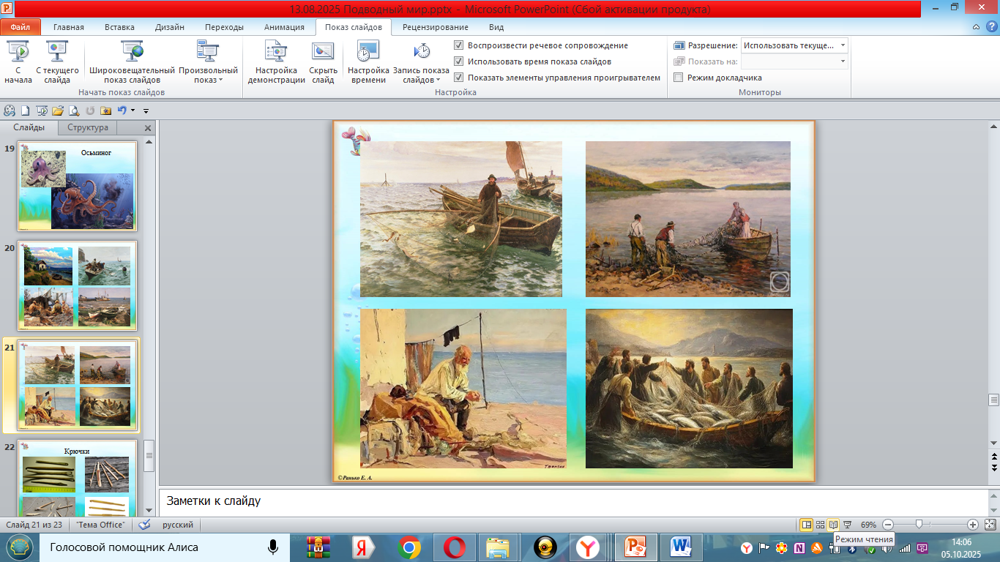 13.08.2025 Подводный мир.pptx - Microsoft PowerPoint (Сбой активации продукта)
Файл Главная Вставка Дизайн Переходы Анимация Показ слайдов Рецензирование Вид
С начала
С текущего слайда
Широковещательный показ слайдов
Произвольный показ
Начать показ слайдов
Настройка демонстрации
Скрыть слайд
Настройка времени
Запись показа слайдов
Воспроизвести речевое сопровождение
Использовать время показа слайдов
Показать элементы управления проигрывателем
Настройка
Разрешение: Использовать текуще...
Показать на:
Режим докладчика
Мониторы
Слайды Структура
19
Осьминог
20
21
22
Крючки
©Ранько Е. А.
Заметки к слайду
Слайд 21 из 23 "Тема Office" русский 69%
Режим чтения
Голосовой помощник Алиса
14:06
05.10.2025